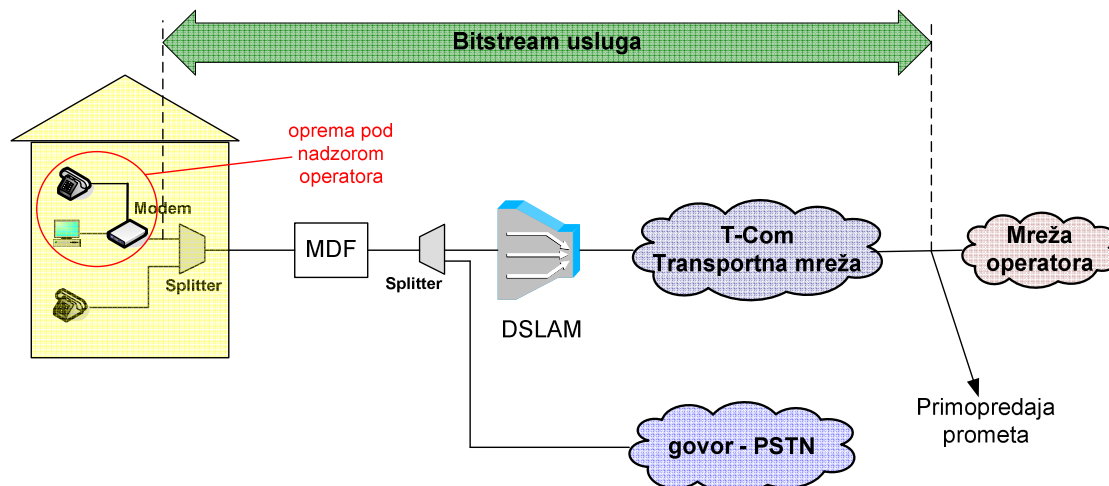 Bitstream usluga
oprema pod
nadzorom
operatora
Modem
Splitter
MDF
Splitter
DSLAM
T-Com
Transportna mreža
Mreža
operatora
Primopredaja
prometa
govor - PSTN